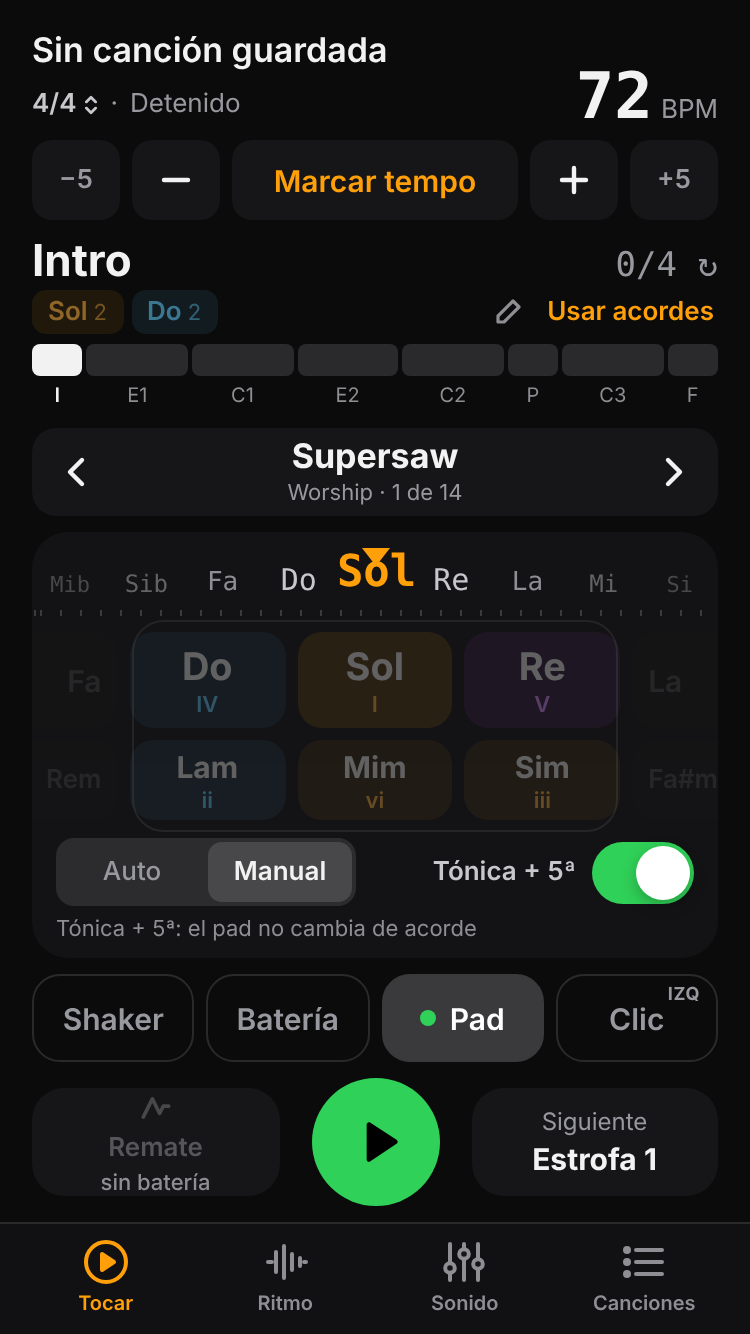 Sin canción guardada
4/4 · Detenido
72 BPM
−5 − Marcar tempo + +5
Intro 0/4 ↻
Sol 2 Do 2 Usar acordes
I E1 C1 E2 C2 P C3 F
Supersaw
Worship · 1 de 14
Mib Sib Fa Do Sol Re La Mi Si
Fa Do Sol Re La
IV I V
Rem Lam Mim Sim Fa#m
ii vi iii
Auto Manual Tónica + 5ª
Tónica + 5ª: el pad no cambia de acorde
Shaker Batería Pad Clic IZQ
Remate
sin batería
Siguiente
Estrofa 1
Tocar Ritmo Sonido Canciones